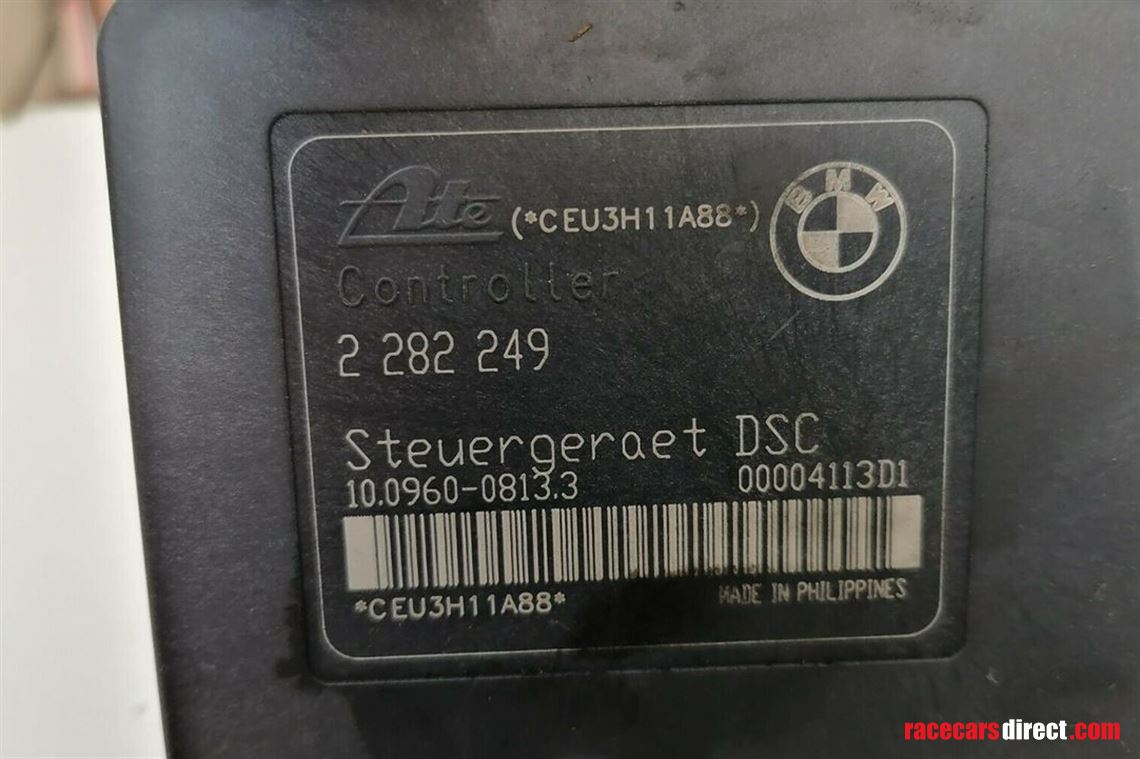 Ate (*CEU3H11A88*) BMW
Controller
2 282 249
Steuergeraet DSC
10.0960-0813.3 00004113D1
*CEU3H11A88* MADE IN PHILIPPINES
racecarsdirect.com